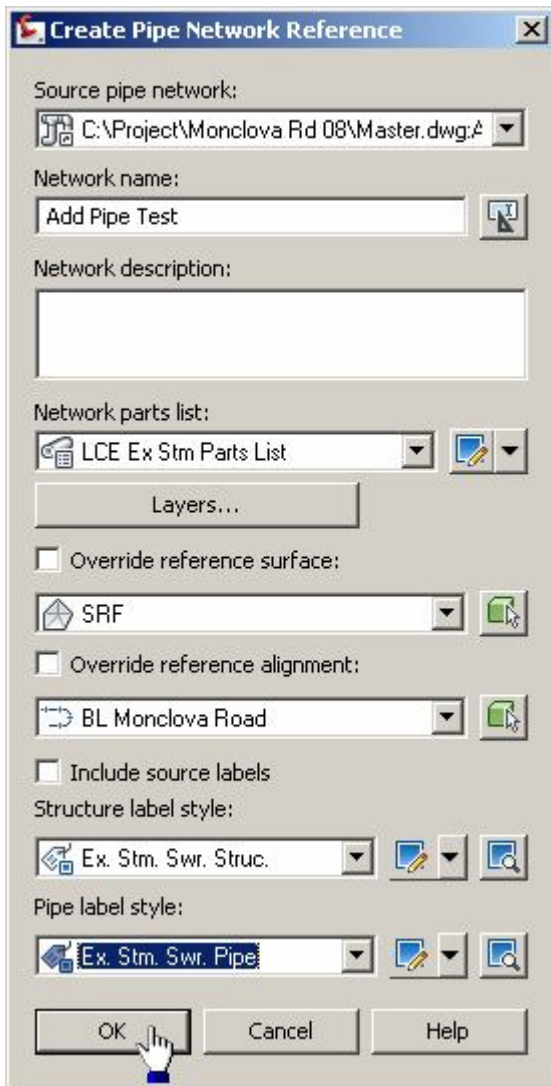 Create Pipe Network Reference
Source pipe network:
C:\Project\Monclova Rd 08\Master.dwg:A
Network name:
Add Pipe Test
Network description:
Network parts list:
LCE Ex Stm Parts List
Layers...
Override reference surface:
SRF
Override reference alignment:
BL Monclova Road
Include source labels
Structure label style:
Ex. Stm. Swr. Struc.
Pipe label style:
Ex. Stm. Swr. Pipe
OK Cancel Help